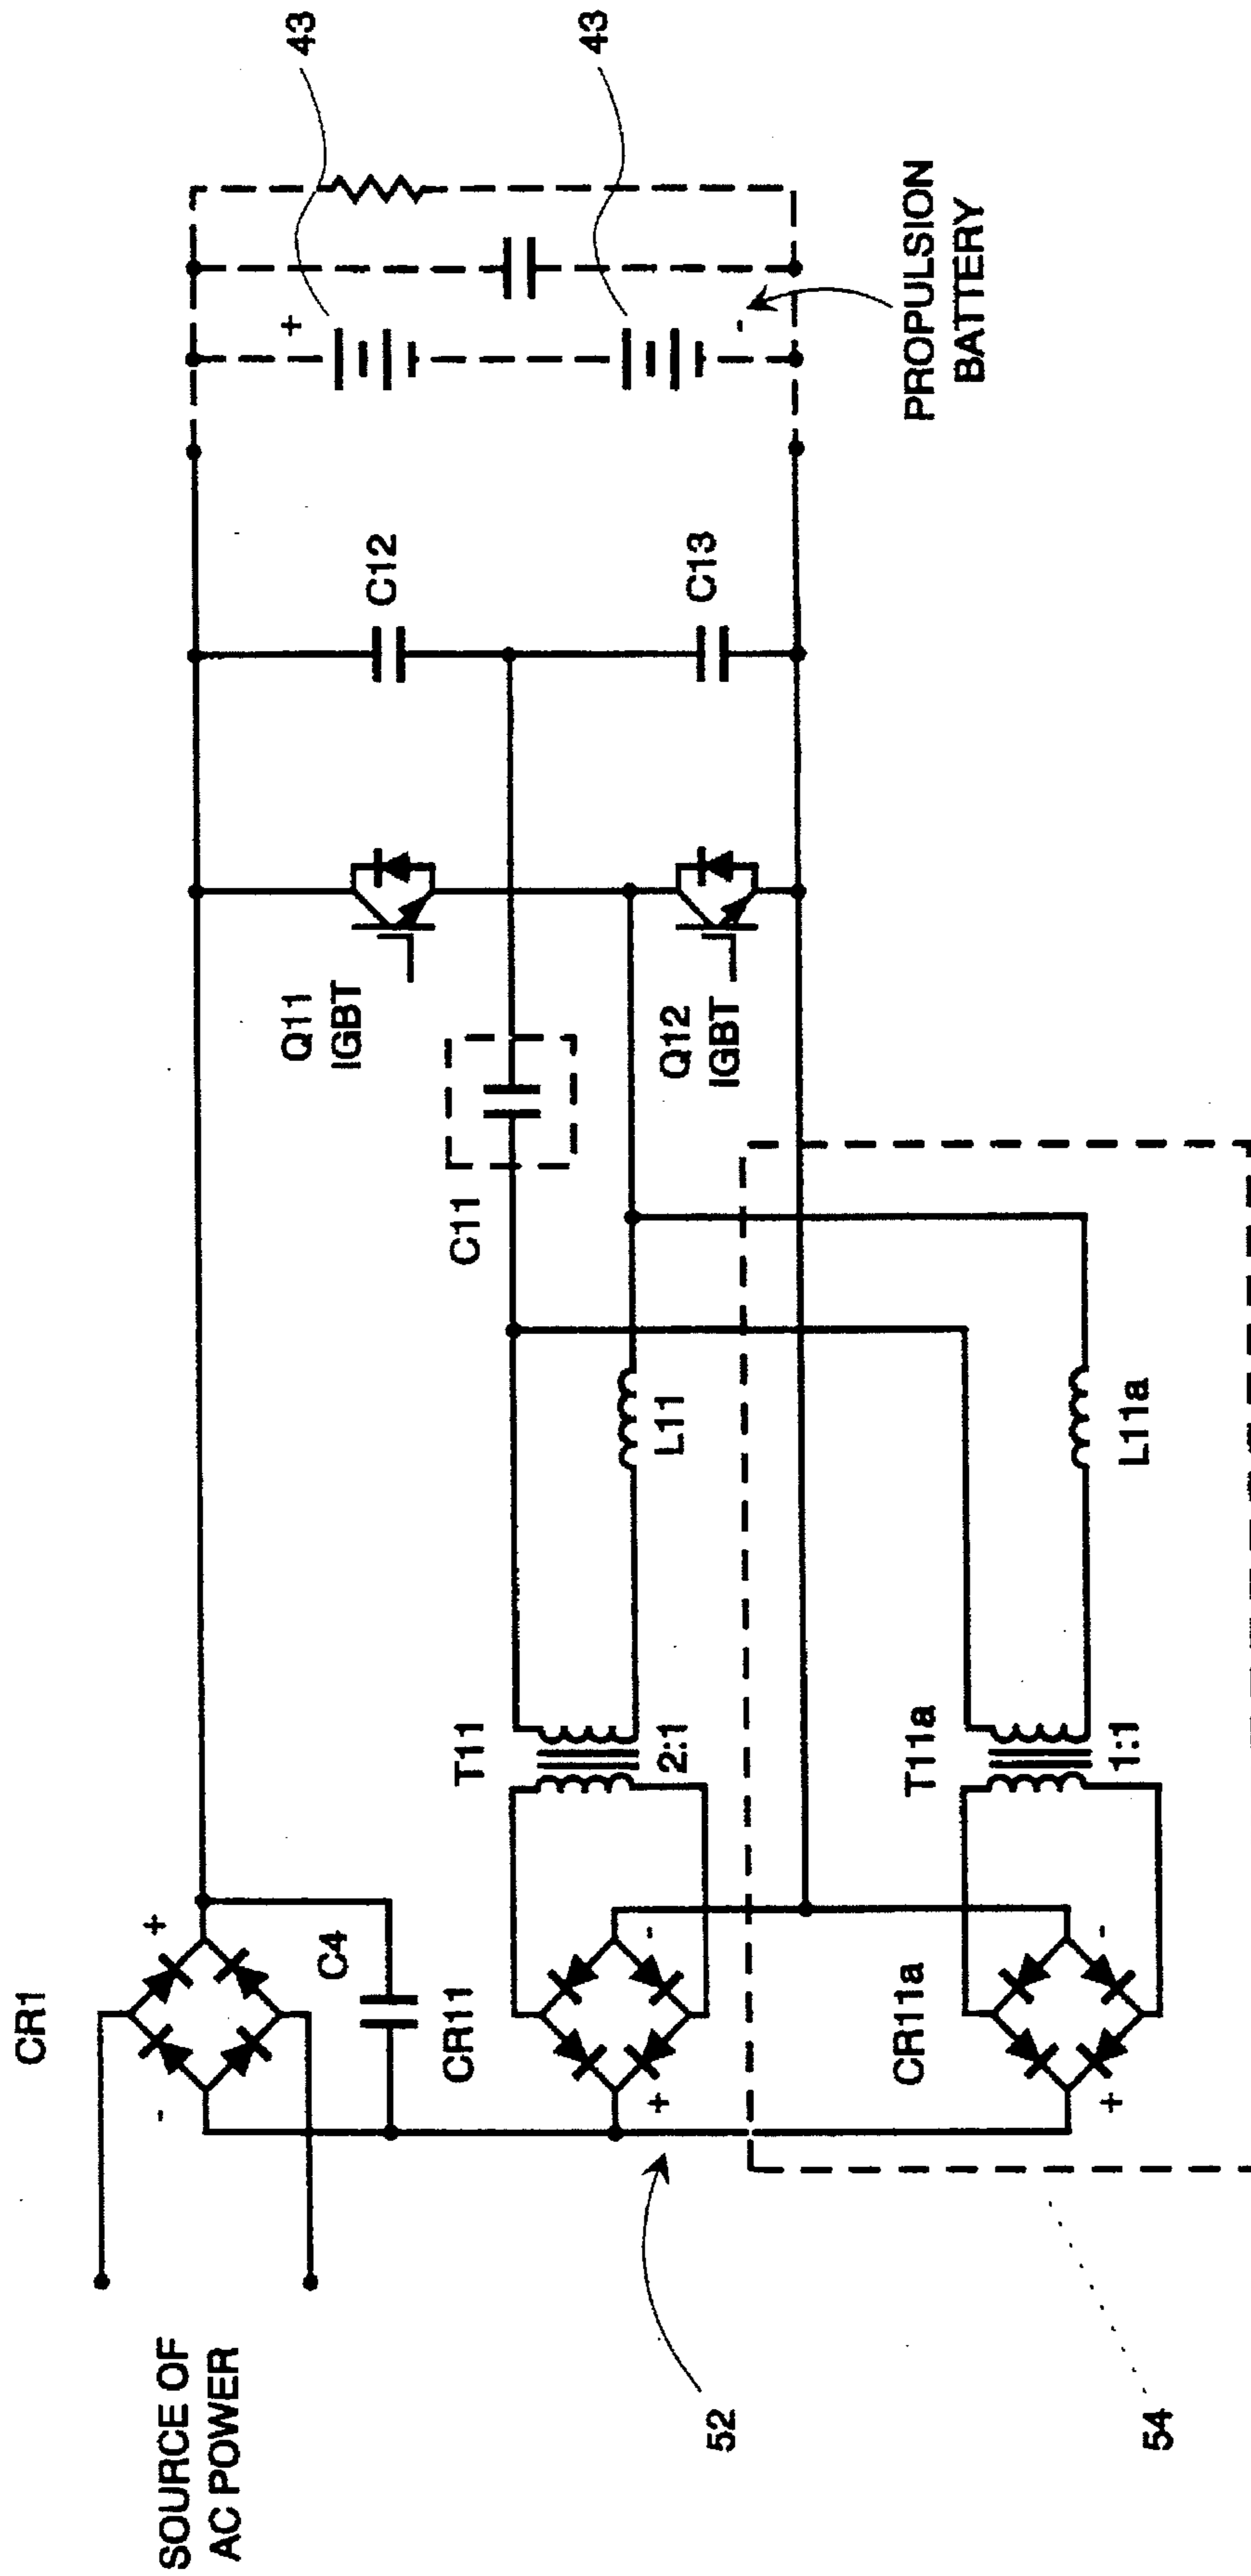 SOURCE OF
AC POWER
CR1
+
-
C4
CR11
+
-
T11
2:1
L11
C11
Q11
IGBT
Q12
IGBT
C12
C13
+
-
43
43
PROPULSION
BATTERY
52
54
CR11a
+
-
T11a
1:1
L11a